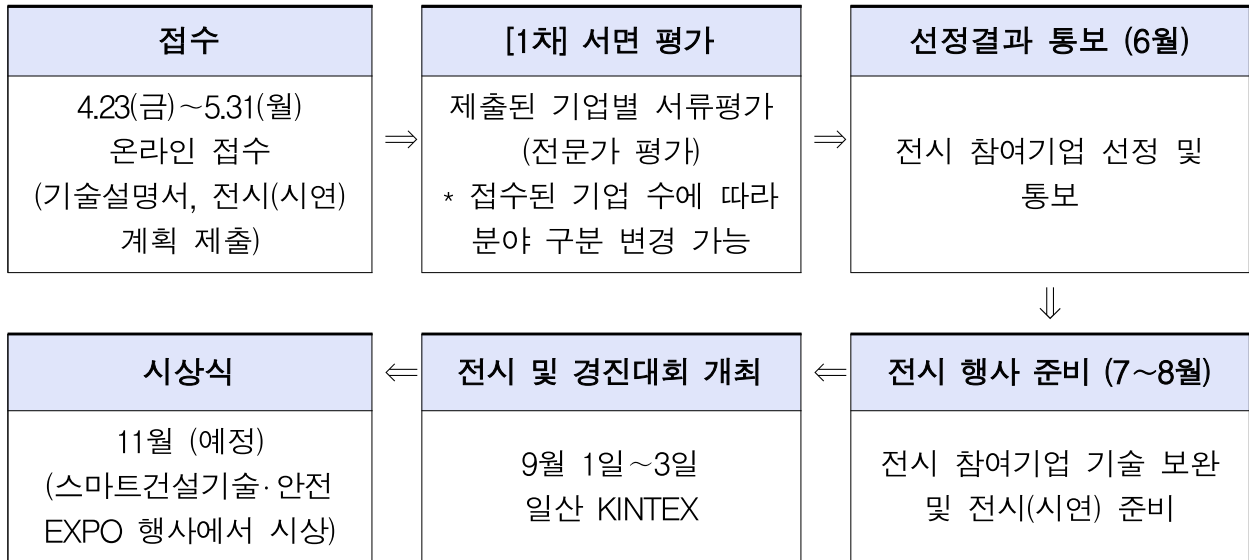 접수
4.23(금)~5.31(월)
온라인 접수
(기술설명서, 전시(시연)
계획 제출)
⇒
[1차] 서면 평가
제출된 기업별 서류평가
(전문가 평가)
* 접수된 기업 수에 따라
분야 구분 변경 가능
⇒
선정결과 통보 (6월)
전시 참여기업 선정 및
통보
⇓
전시 행사 준비 (7~8월)
전시 참여기업 기술 보완
및 전시(시연) 준비
⇐
전시 및 경진대회 개최
9월 1일~3일
일산 KINTEX
⇐
시상식
11월 (예정)
(스마트건설기술·안전
EXPO 행사에서 시상)